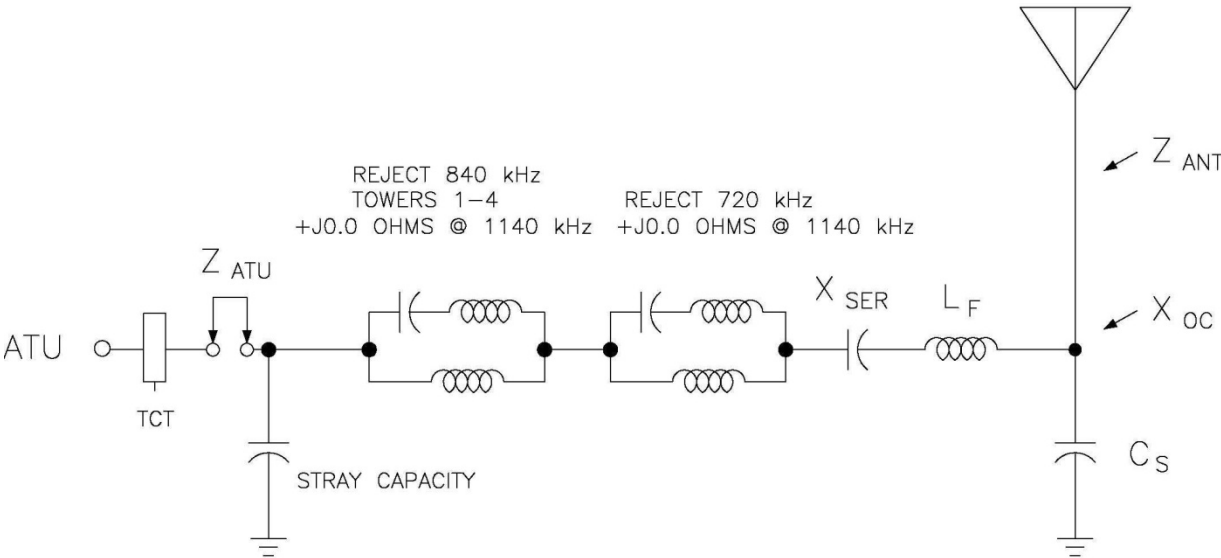 REJECT 840 kHz
TOWERS 1-4
+J0.0 OHMS @ 1140 kHz
REJECT 720 kHz
+J0.0 OHMS @ 1140 kHz
Z ANT
Z ATU
X SER
L F
X OC
ATU
TCT
STRAY CAPACITY
C S